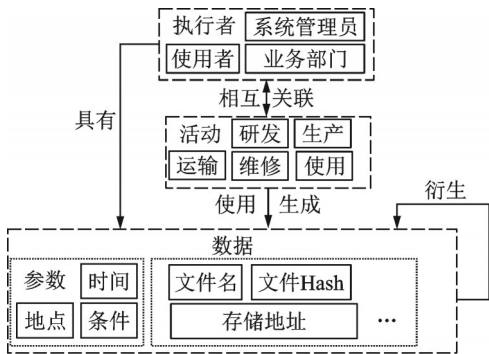 执行者 系统管理员
使用者 业务部门
相互 关联
具有
活动 研发 生产
运输 维修 使用
使用 生成
衍生
数据
参数 时间
文件名 文件Hash
地点 条件
存储地址 ...